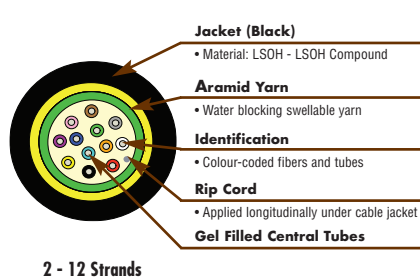 Jacket (Black)
• Material: LSOH - LSOH Compound
Aramid Yarn
• Water blocking swellable yarn
Identification
• Colour-coded fibers and tubes
Rip Cord
• Applied longitudinally under cable jacket
Gel Filled Central Tubes
2 - 12 Strands